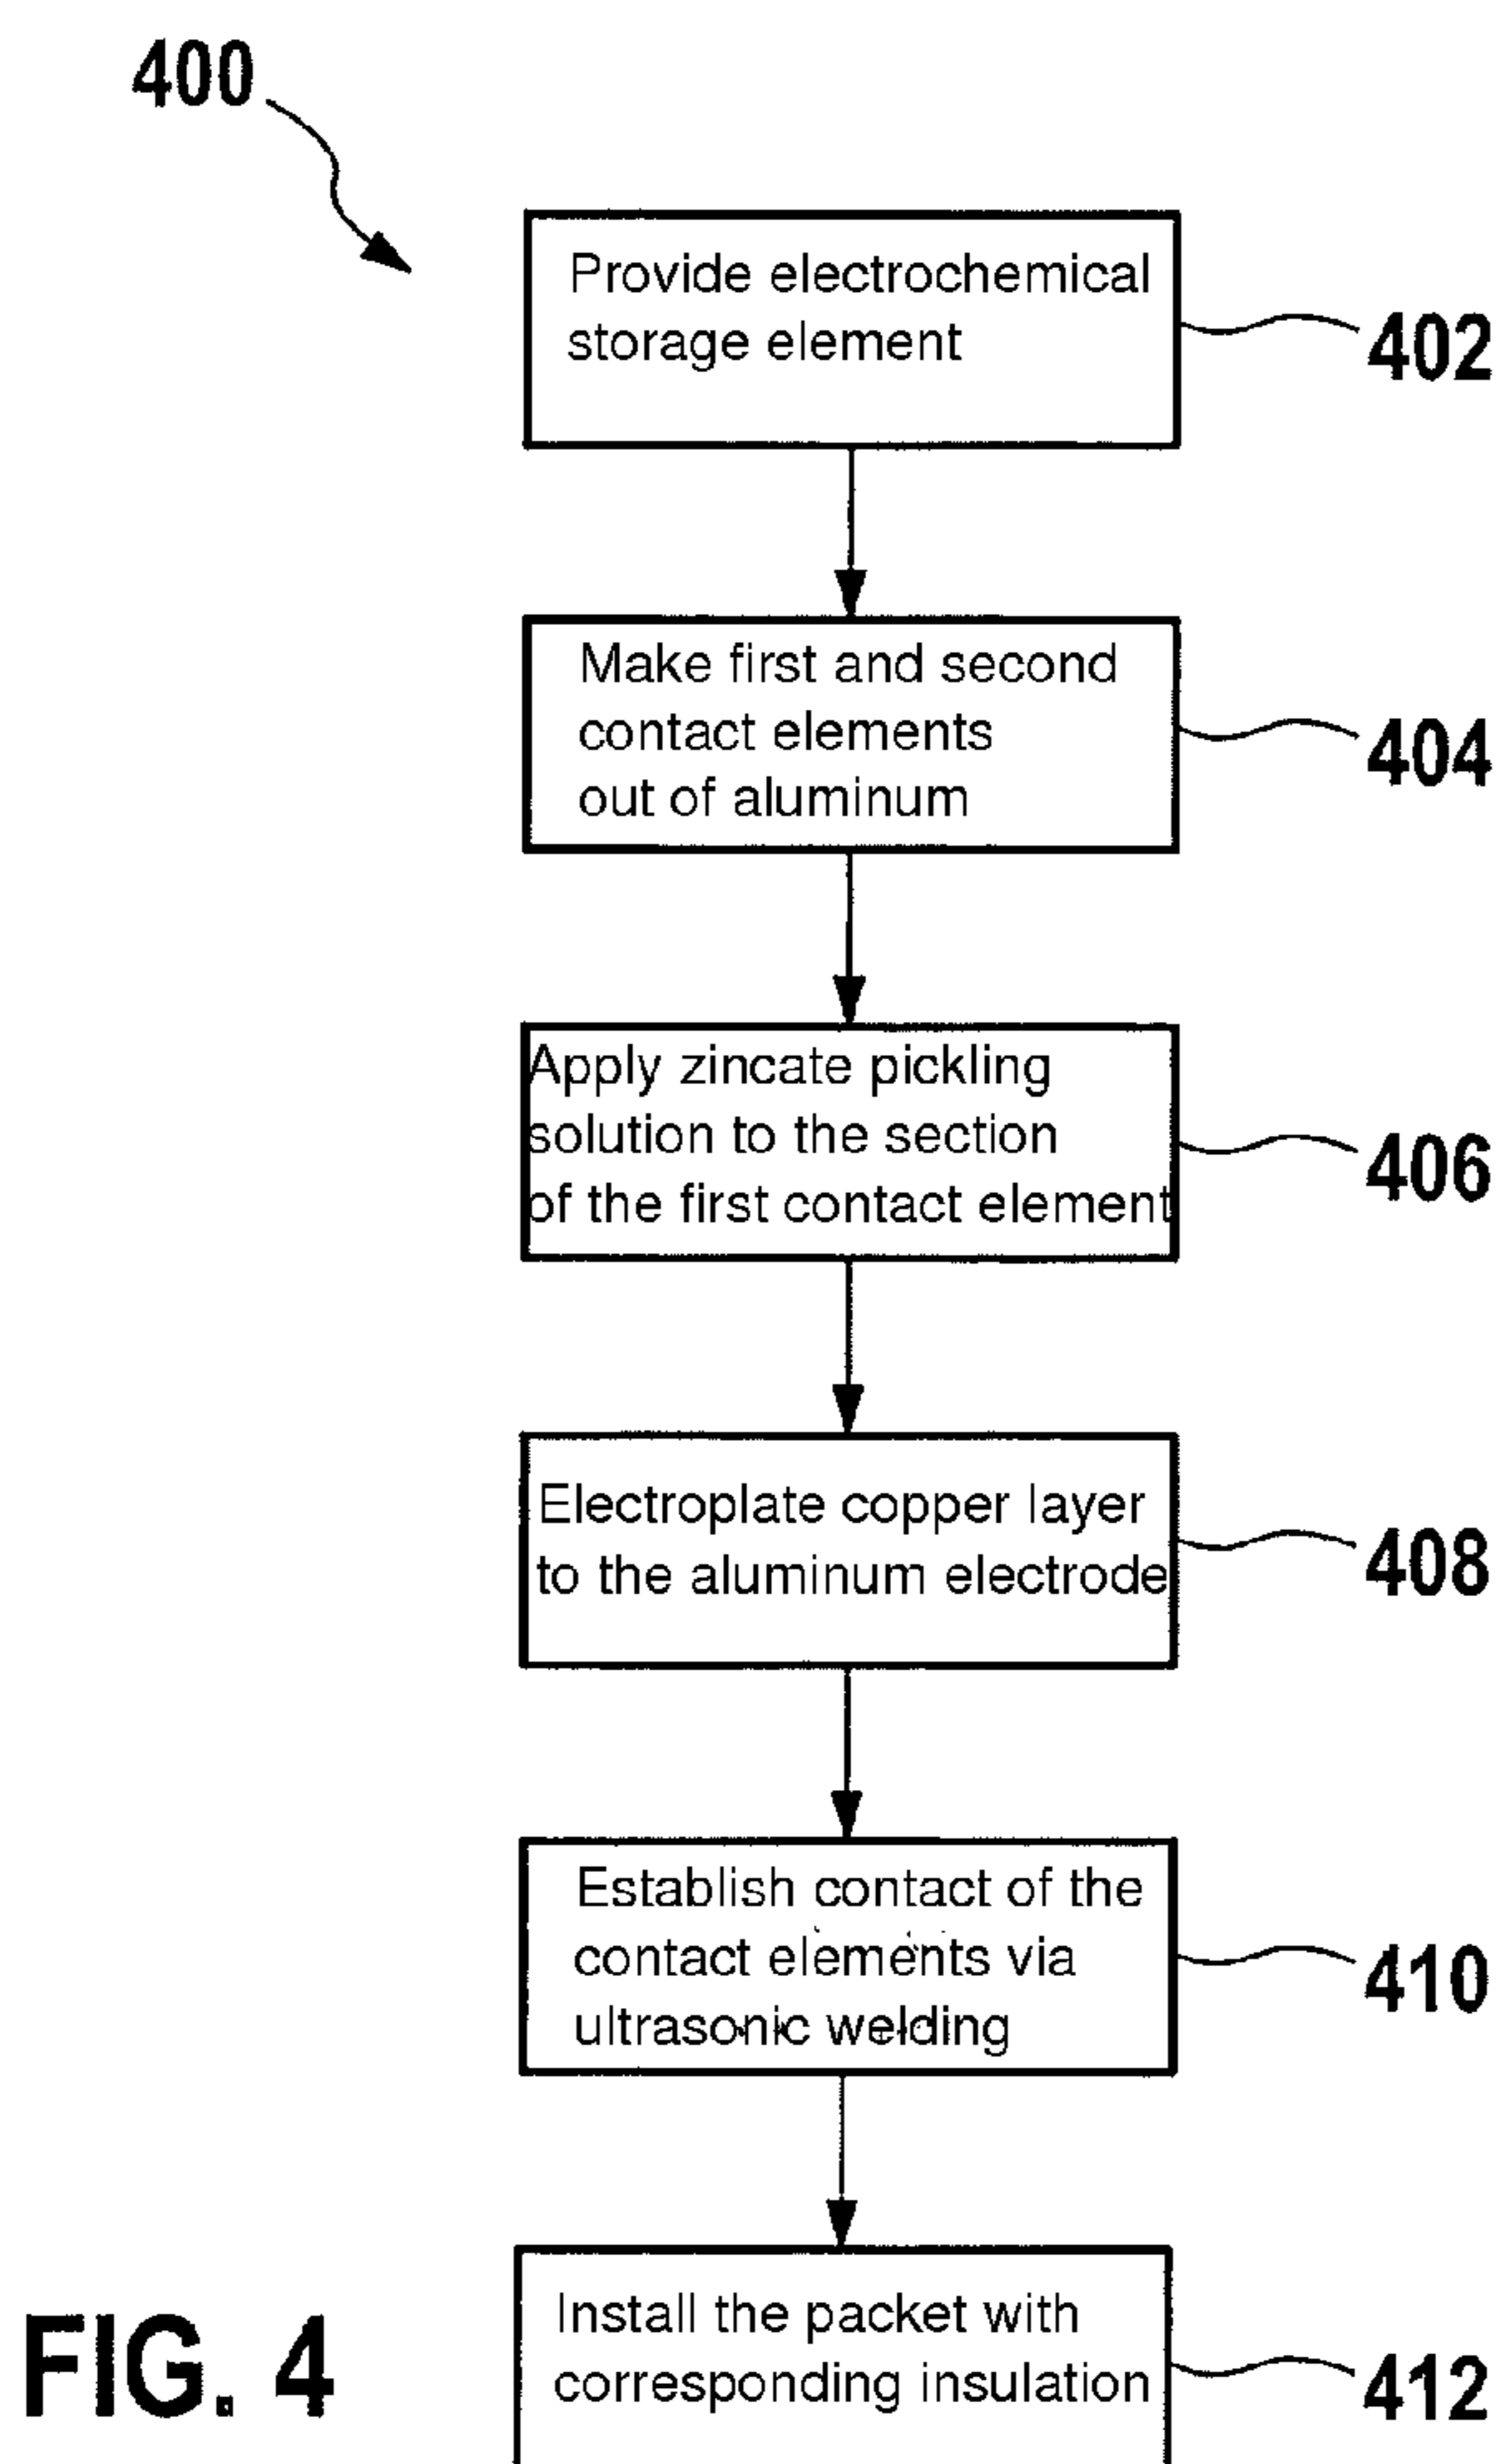 400
Provide electrochemical
storage element
402
Make first and second
contact elements
out of aluminum
404
Apply zincate pickling
solution to the section
of the first contact element
406
Electroplate copper layer
to the aluminum electrode
408
Establish contact of the
contact elements via
ultrasonic welding
410
Install the packet with
corresponding insulation
412
FIG. 4